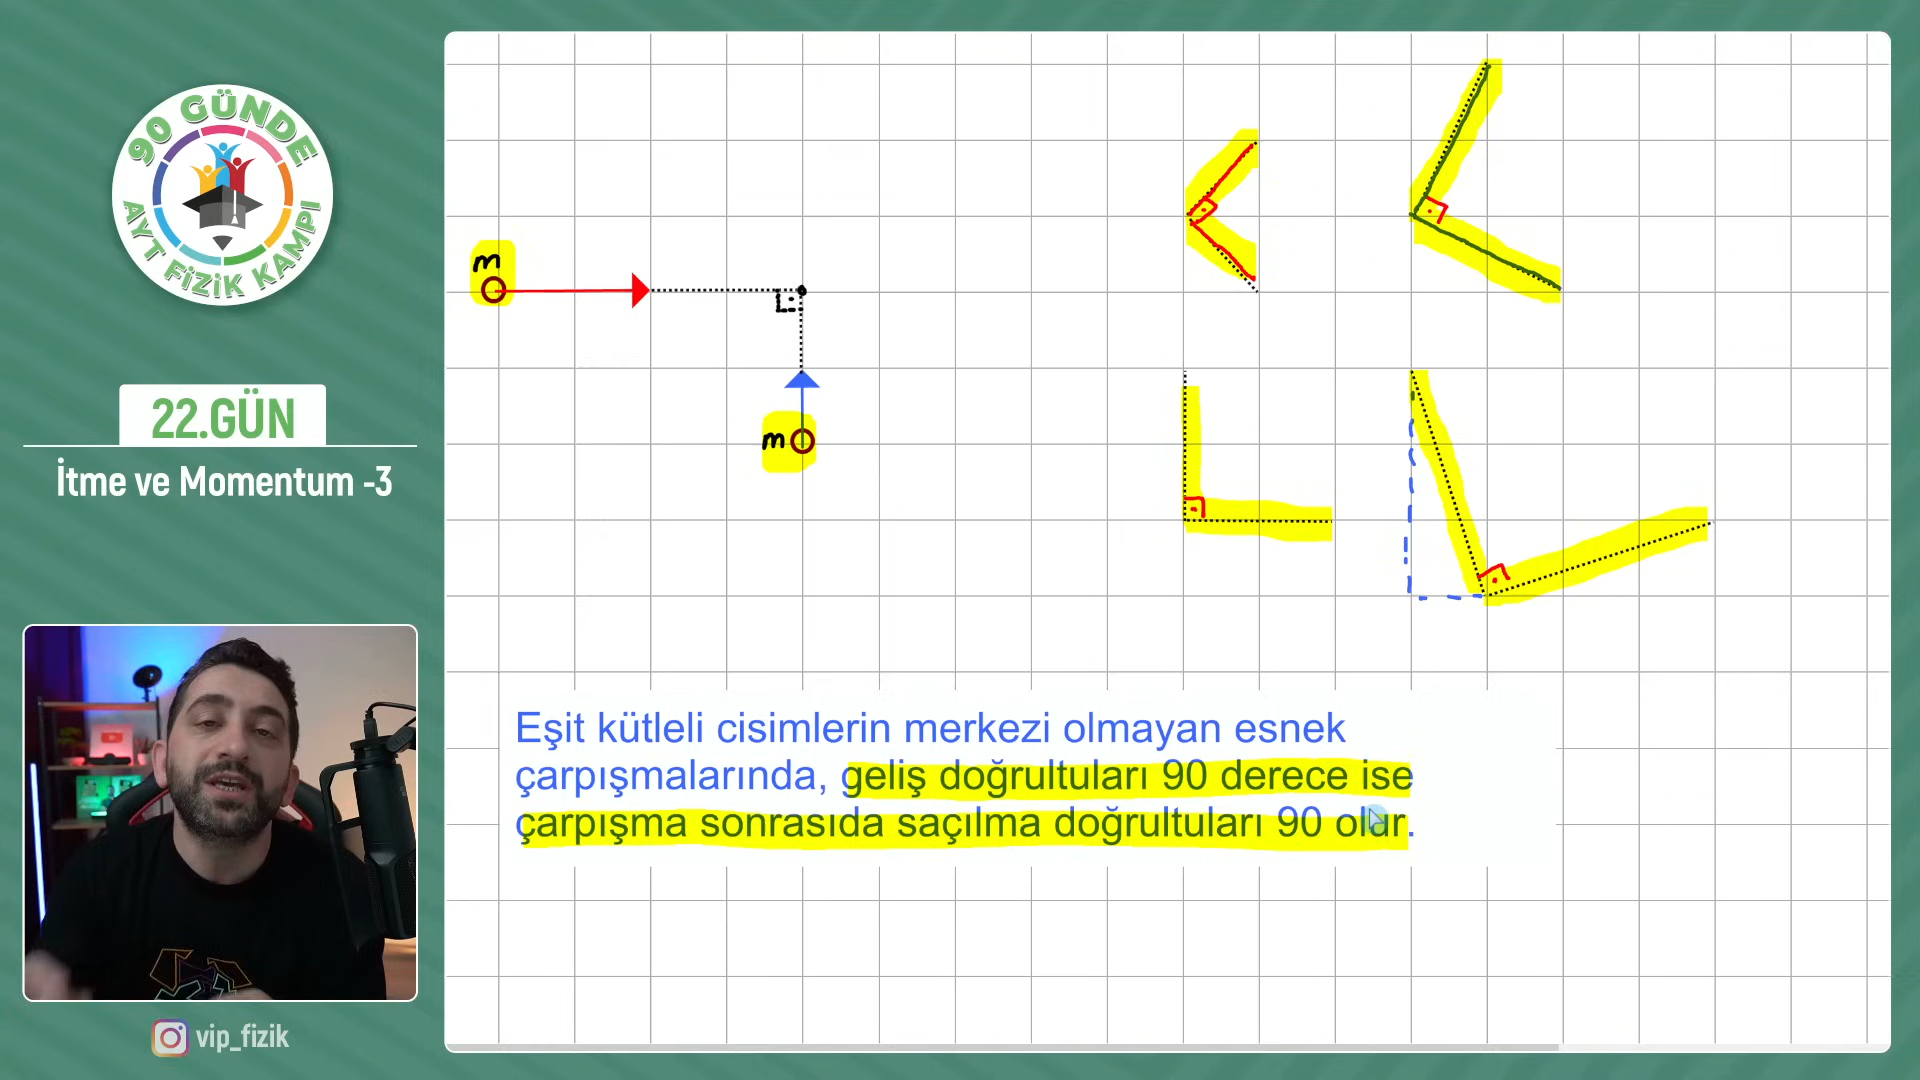 90 GÜNDE
AYT FİZİK KAMPI
22.GÜN
İtme ve Momentum -3
vip_fizik
m
m
Eşit kütleli cisimlerin merkezi olmayan esnek
çarpışmalarında, geliş doğrultuları 90 derece ise
çarpışma sonrasıda saçılma doğrultuları 90 olur.